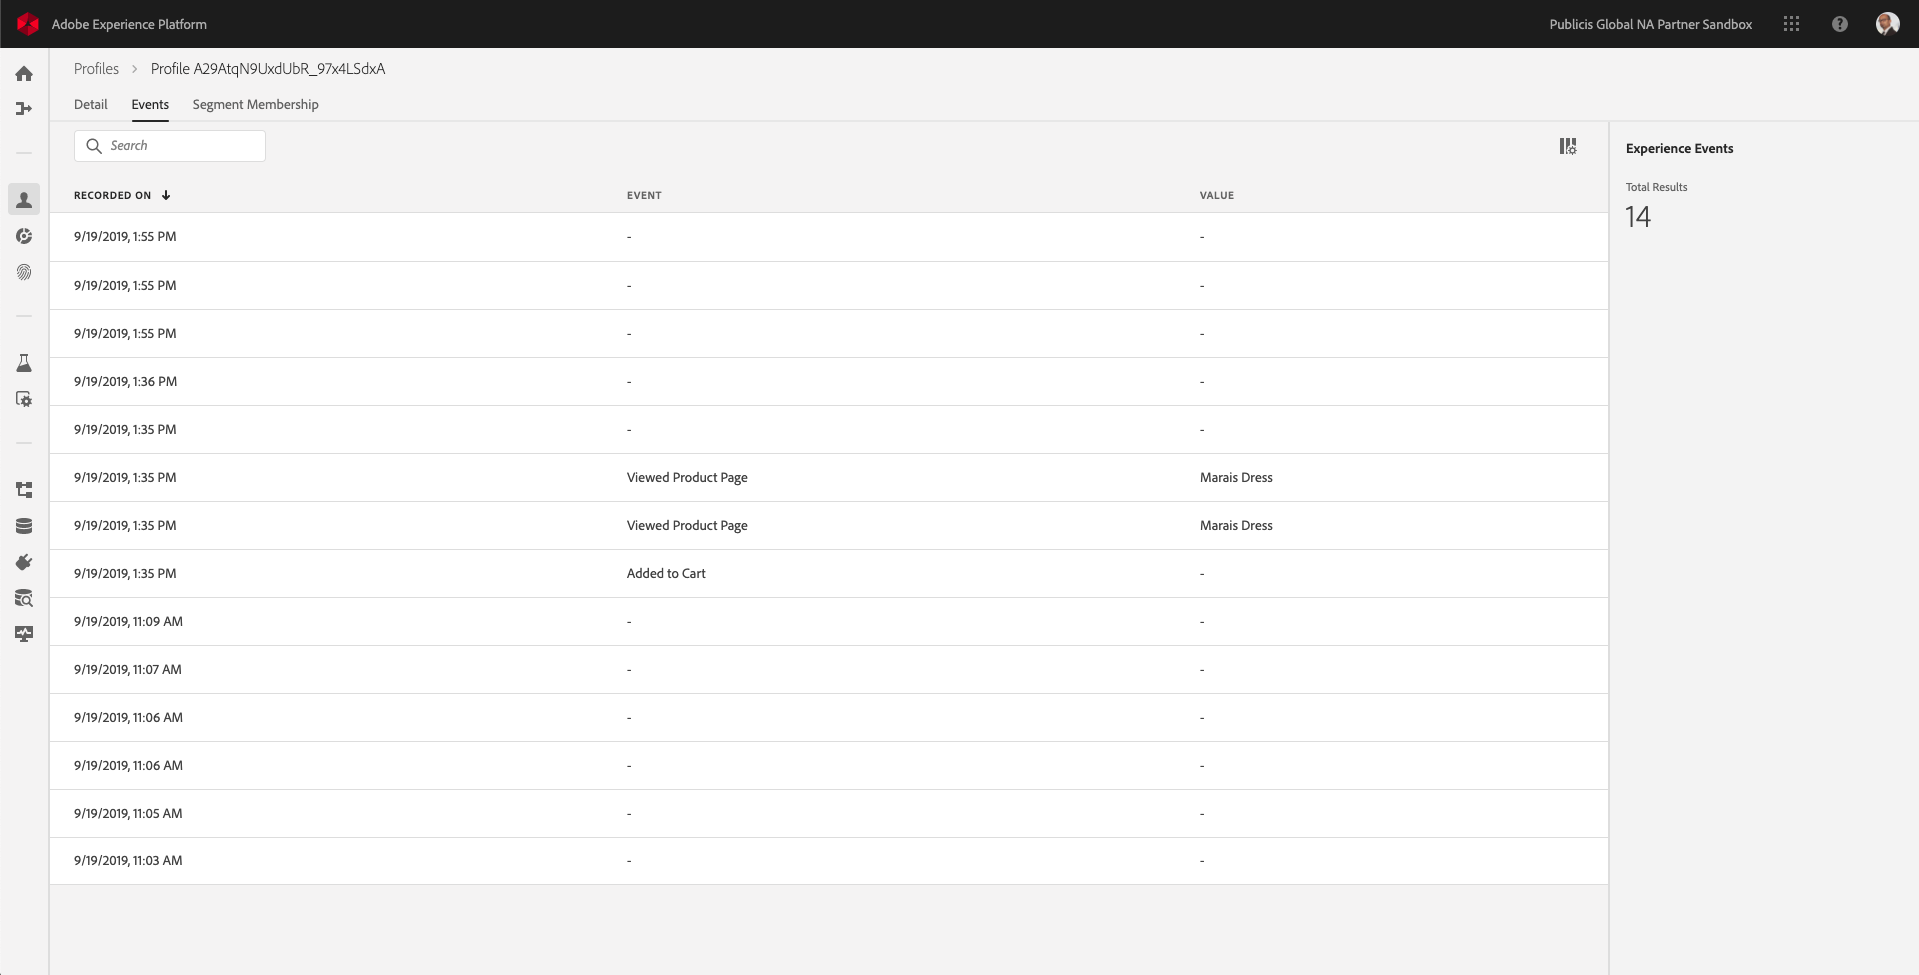 Adobe Experience Platform
Publicis Global NA Partner Sandbox
Profiles > Profile A29AtqN9UxdUbR_97x4LSdxA
Detail Events Segment Membership
Search
Experience Events
Total Results
14
RECORDED ON EVENT VALUE
9/19/2019, 1:55 PM - -
9/19/2019, 1:55 PM - -
9/19/2019, 1:55 PM - -
9/19/2019, 1:36 PM - -
9/19/2019, 1:35 PM - -
9/19/2019, 1:35 PM Viewed Product Page Marais Dress
9/19/2019, 1:35 PM Viewed Product Page Marais Dress
9/19/2019, 1:35 PM Added to Cart -
9/19/2019, 11:09 AM - -
9/19/2019, 11:07 AM - -
9/19/2019, 11:06 AM - -
9/19/2019, 11:06 AM - -
9/19/2019, 11:05 AM - -
9/19/2019, 11:03 AM - -